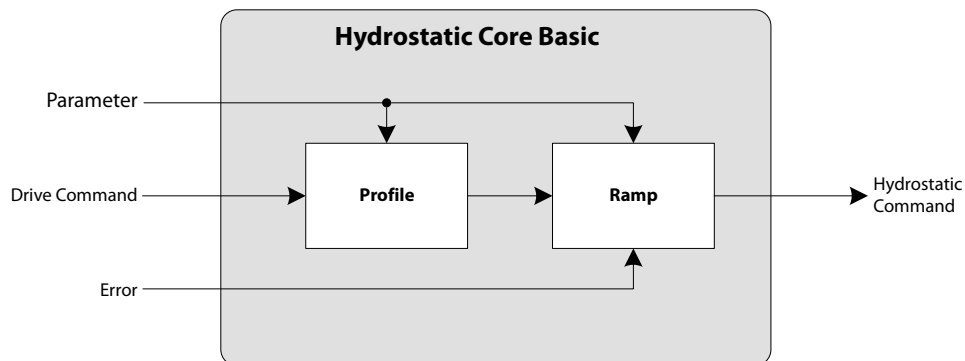 Hydrostatic Core Basic
Parameter
Drive Command
Profile
Ramp
Hydrostatic
Command
Error